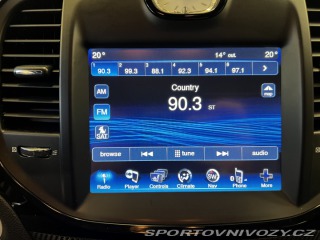 20° 14° out. 20°
1 2 3 4 5 6
90.3 99.3 88.1 92.3 94.1 97.1
AM
Country
map
FM
90.3 ST
SAT
browse tune audio
Radio Player Controls Climate Nav Phone More
WWW.SPORTOVNIVOZY.CZ